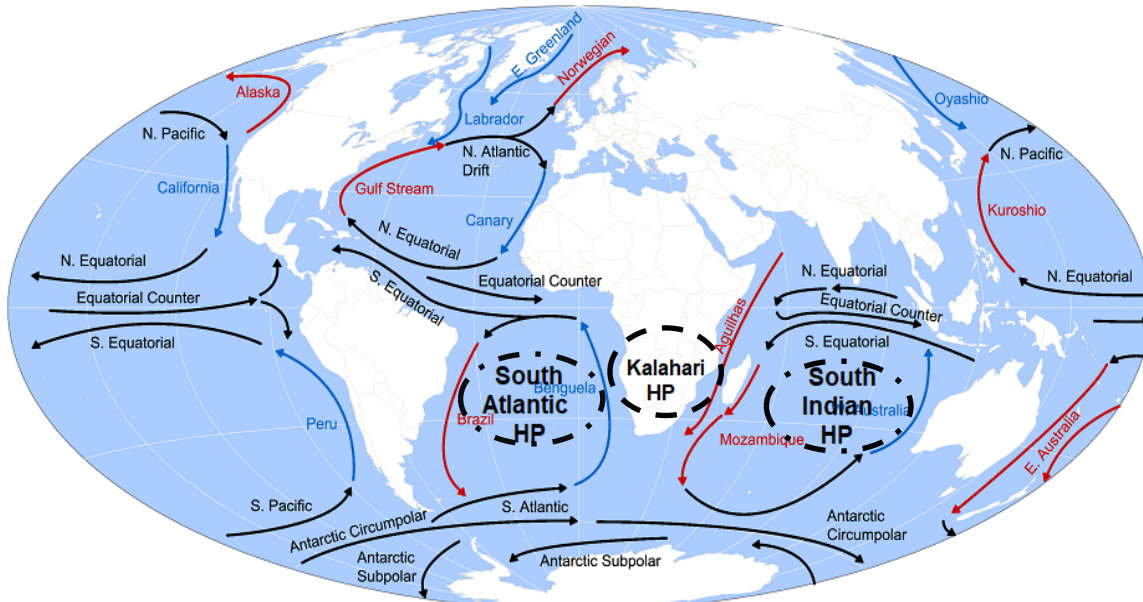 E. Greenland
Norwegian
Alaska
Oyashio
Labrador
N. Pacific
N. Atlantic
Drift
N. Pacific
California
Gulf Stream
Canary
Kuroshio
N. Equatorial
N. Equatorial
Equatorial Counter
S. Equatorial
S. Equatorial
Equatorial Counter
N. Equatorial
Equatorial Counter
S. Equatorial
N. Equatorial
Aguilhas
South
Atlantic
HP
Benguela
Kalahari
HP
South
Indian
HP
Australia
Peru
Brazil
Mozambique
E. Australia
S. Pacific
S. Atlantic
Antarctic Circumpolar
Antarctic
Circumpolar
Antarctic
Subpolar
Antarctic Subpolar